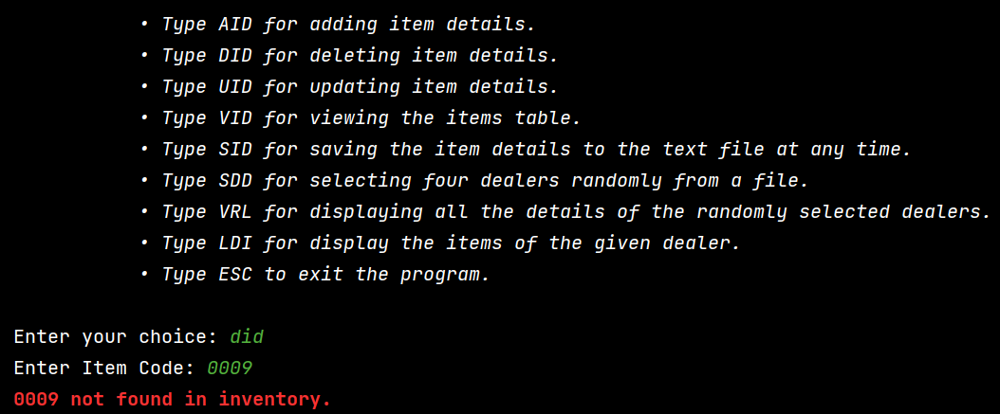 • Type AID for adding item details.
• Type DID for deleting item details.
• Type UID for updating item details.
• Type VID for viewing the items table.
• Type SID for saving the item details to the text file at any time.
• Type SDD for selecting four dealers randomly from a file.
• Type VRL for displaying all the details of the randomly selected dealers.
• Type LDI for display the items of the given dealer.
• Type ESC to exit the program.
Enter your choice: did
Enter Item Code: 0009
0009 not found in inventory.